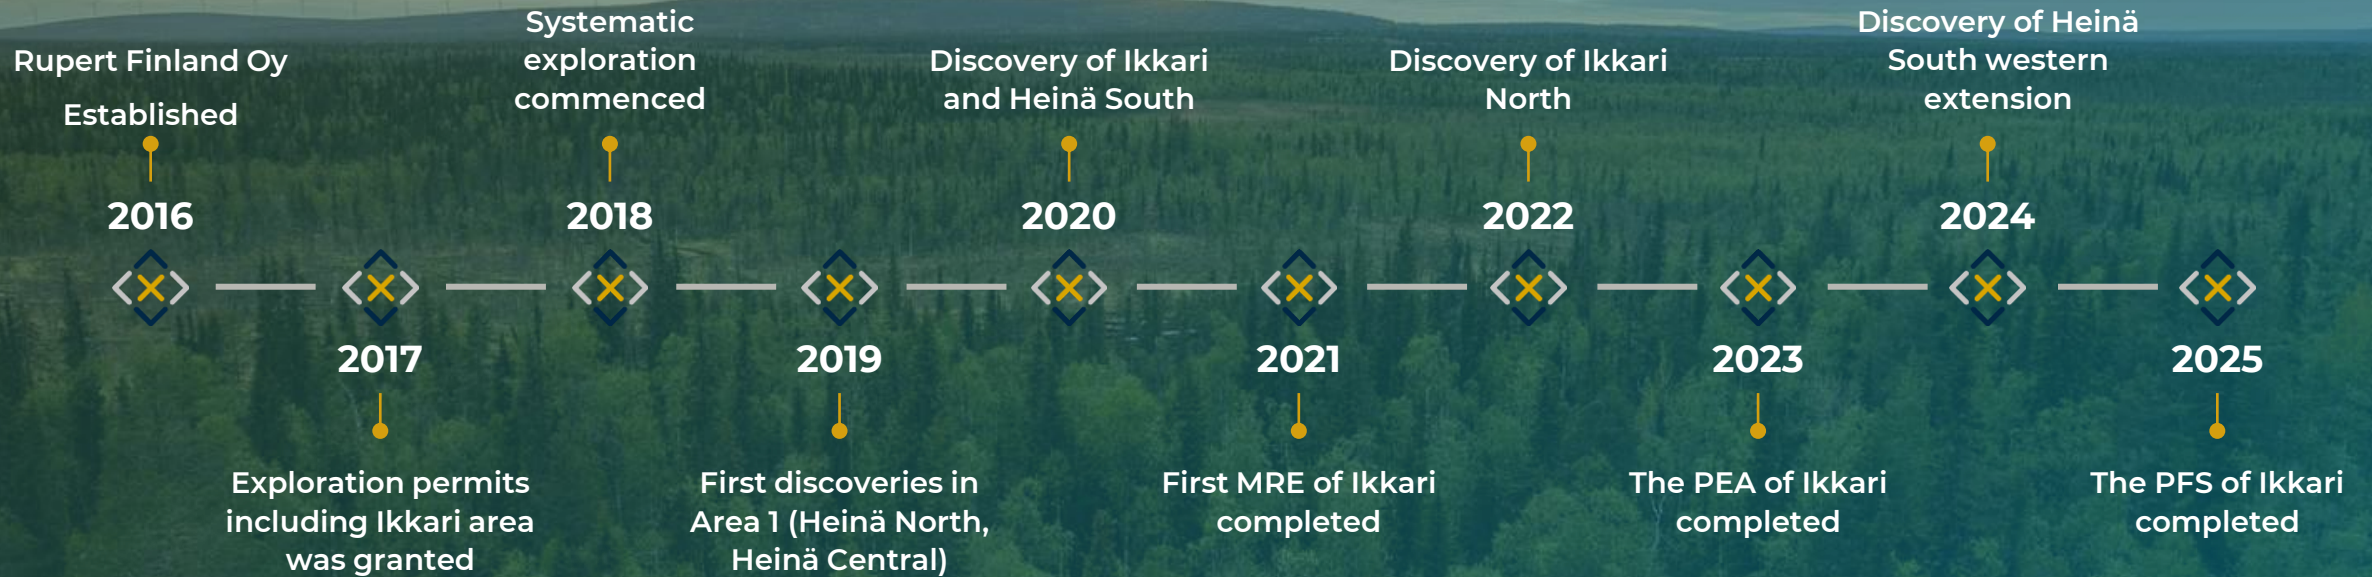 Rupert Finland Oy
Established
2016
Exploration permits
including Ikkari area
was granted
2017
Systematic
exploration
commenced
2018
2019
First discoveries in
Area 1 (Heinä North,
Heinä Central)
Discovery of Ikkari
and Heinä South
2020
2021
First MRE of Ikkari
completed
Discovery of Ikkari
North
2022
2023
The PEA of Ikkari
completed
Discovery of Heinä
South western
extension
2024
2025
The PFS of Ikkari
completed